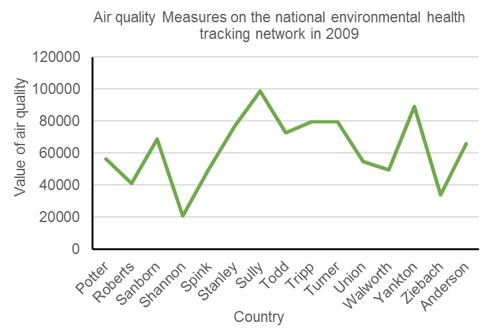 Air quality Measures on the national environmental health
tracking network in 2009
Value of air quality
120000
100000
80000
60000
40000
20000
0
Potter
Roberts
Sanborn
Shannon
Spink
Stanley
Sully
Todd
Tripp
Turner
Union
Walworth
Yankton
Ziebach
Anderson
Country